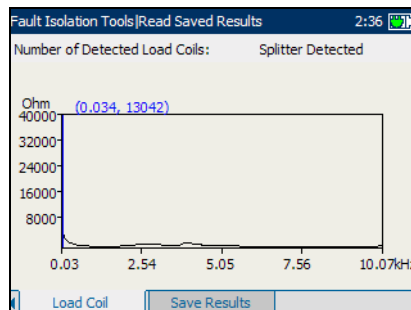 Fault Isolation Tools|Read Saved Results 2:36
Number of Detected Load Coils: Splitter Detected
Ohm (0.034, 13042)
40000
32000
24000
16000
8000
0.03 2.54 5.05 7.56 10.07kHz
Load Coil Save Results